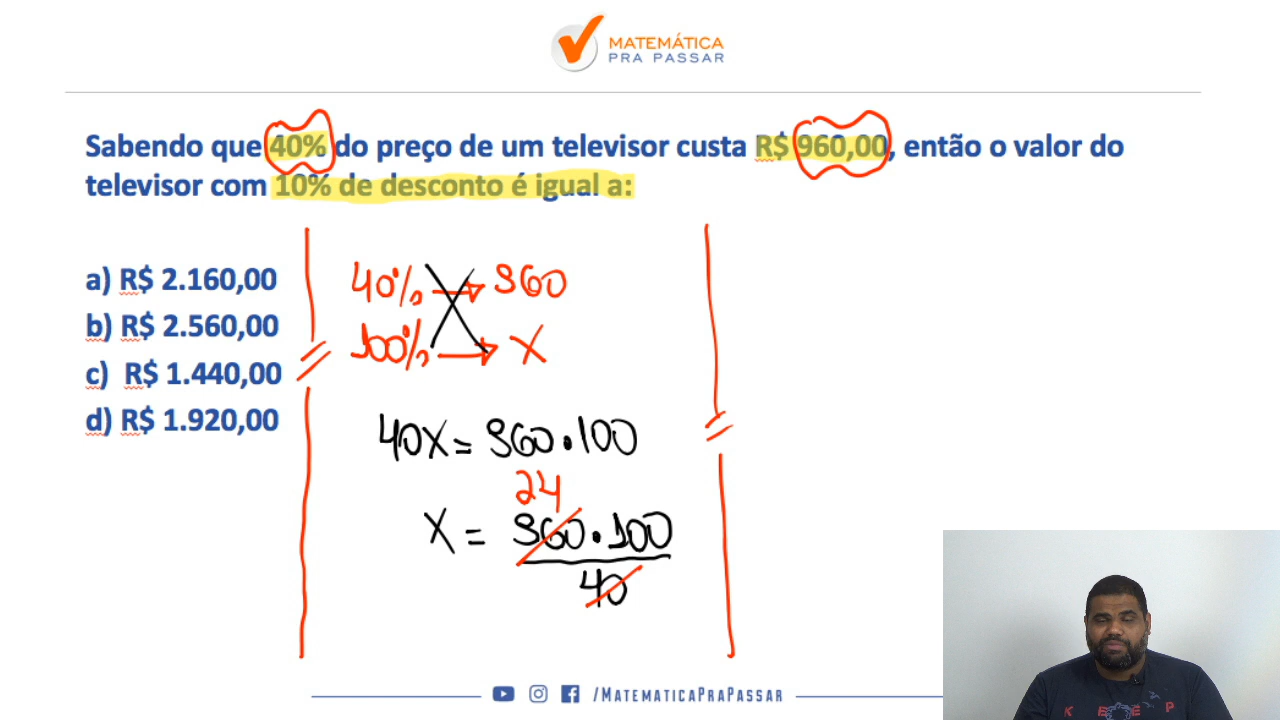 MATEMÁTICA
PRA PASSAR
Sabendo que 40% do preço de um televisor custa R$ 960,00, então o valor do
televisor com 10% de desconto é igual a:
a) R$ 2.160,00
b) R$ 2.560,00
c) R$ 1.440,00
d) R$ 1.920,00
40% → 960
100% → X
40X = 960 . 100
24
X = 960 . 100
40
/MATEMATICAPRAPASSAR
KEEP